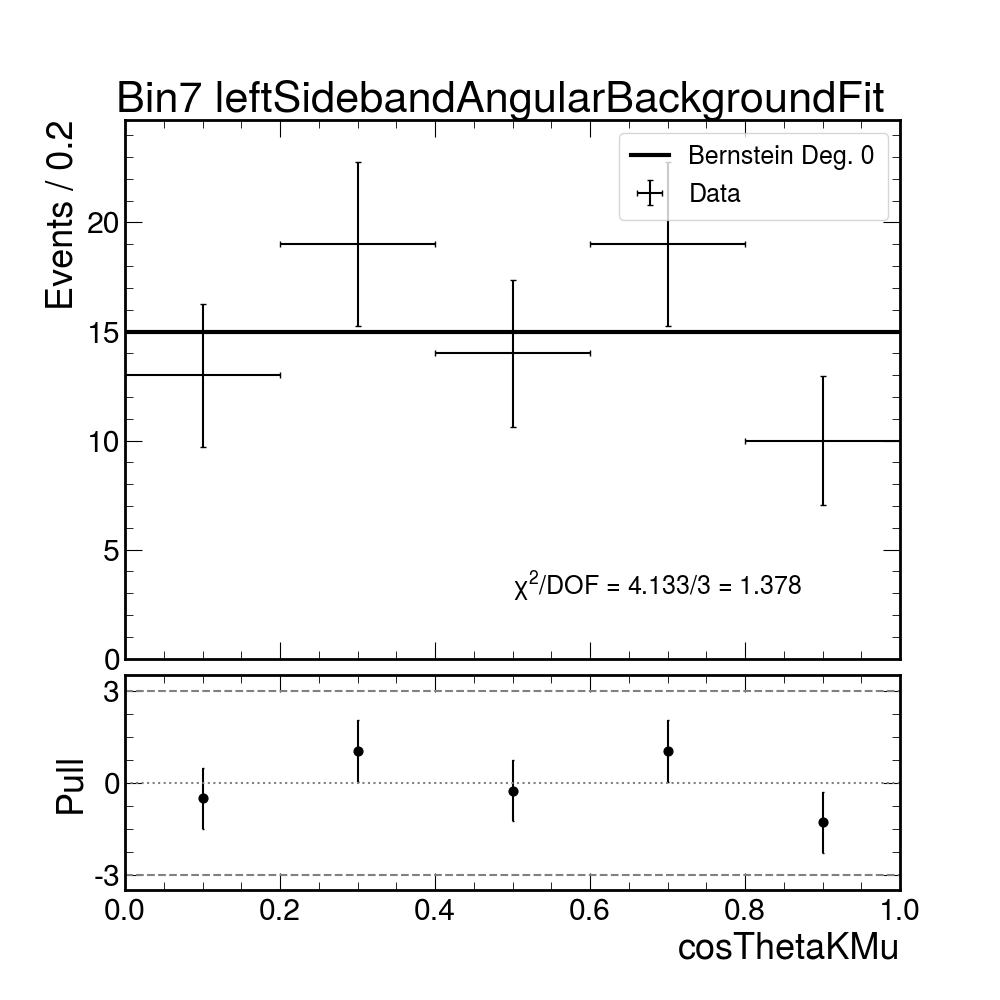 Bin7 leftSidebandAngularBackgroundFit
Events / 0.2
Bernstein Deg. 0
Data
20
15
10
5
0
χ²/DOF = 4.133/3 = 1.378
Pull
3
0
-3
0.0 0.2 0.4 0.6 0.8 1.0
cosThetaKMu